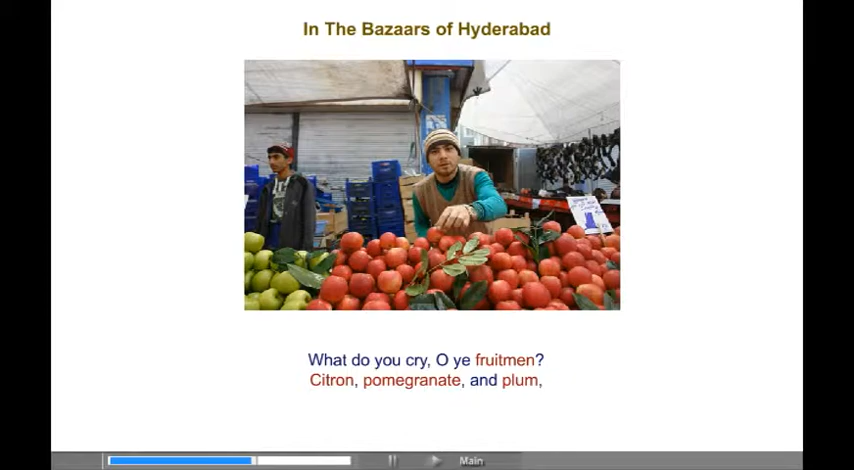 In The Bazaars of Hyderabad
What do you cry, O ye fruitmen?
Citron, pomegranate, and plum,
Main